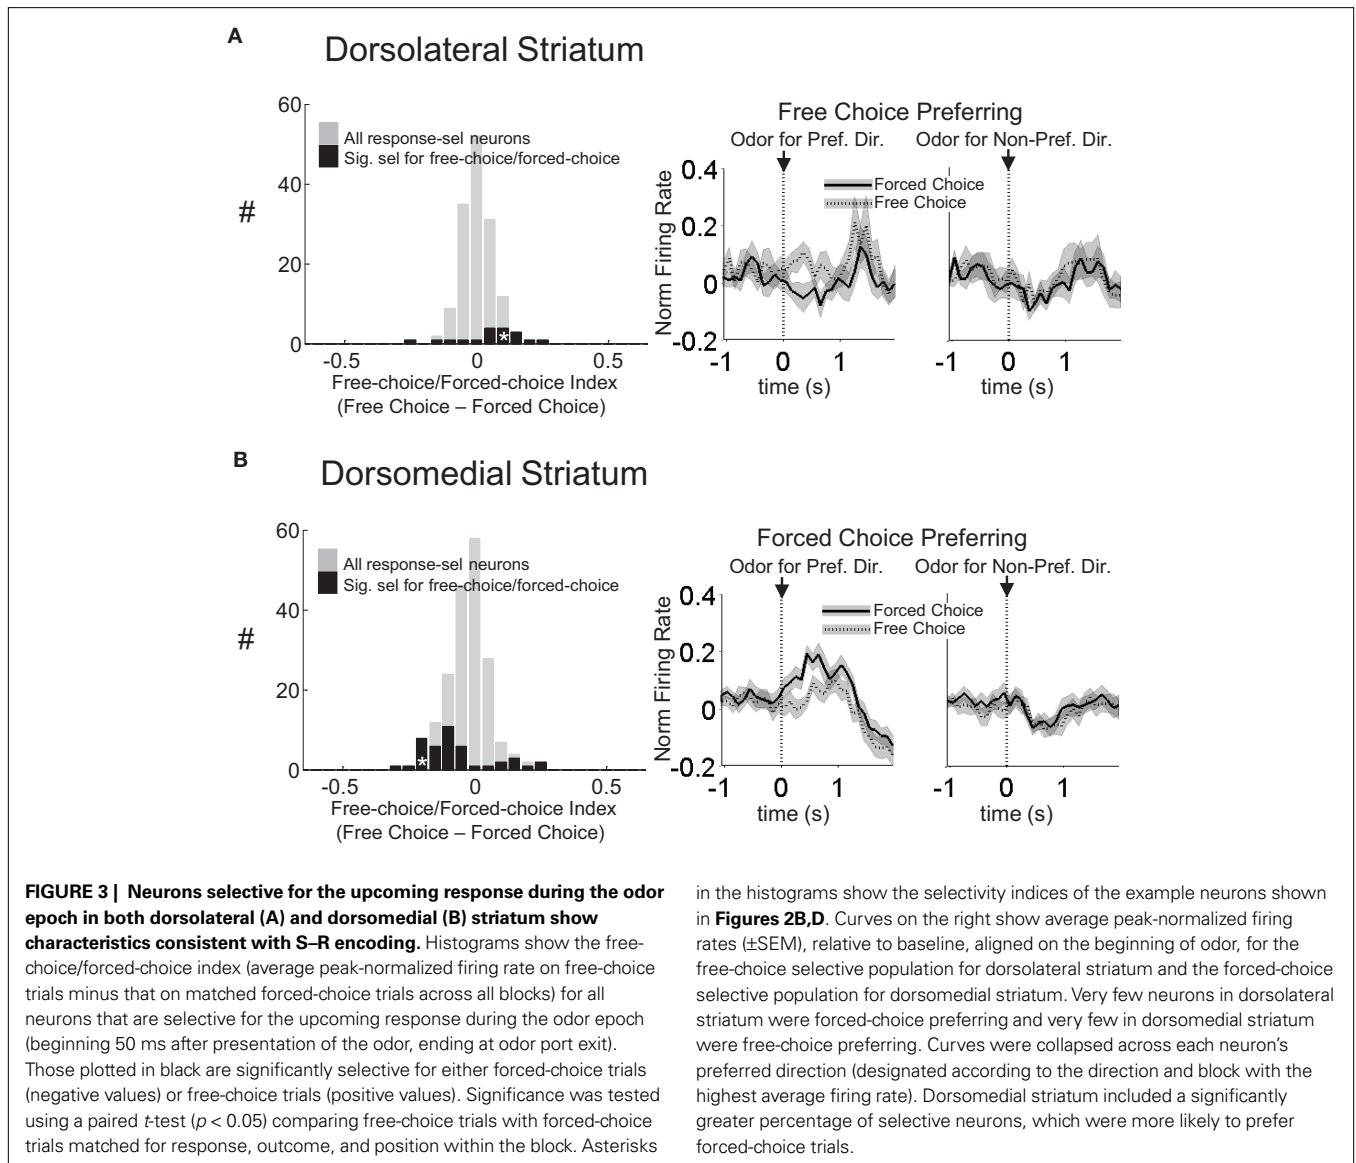 A
Dorsolateral Striatum
60
40
20
0
#
All response-sel neurons
Sig. sel for free-choice/forced-choice
*
-0.5
0
0.5
Free-choice/Forced-choice Index
(Free Choice – Forced Choice)
Free Choice Preferring
Odor for Pref. Dir.
Odor for Non-Pref. Dir.
Norm Firing Rate
0.4
0.2
0
-0.2
Forced Choice
Free Choice
-1
0
1
time (s)
-1
0
1
time (s)
B
Dorsomedial Striatum
60
40
20
0
#
All response-sel neurons
Sig. sel for free-choice/forced-choice
*
-0.5
0
0.5
Free-choice/Forced-choice Index
(Free Choice – Forced Choice)
Forced Choice Preferring
Odor for Pref. Dir.
Odor for Non-Pref. Dir.
Norm Firing Rate
0.4
0.2
0
-0.2
Forced Choice
Free Choice
-1
0
1
time (s)
-1
0
1
time (s)
FIGURE 3 | Neurons selective for the upcoming response during the odor
epoch in both dorsolateral (A) and dorsomedial (B) striatum show
characteristics consistent with S–R encoding. Histograms show the free-
choice/forced-choice index (average peak-normalized firing rate on free-choice
trials minus that on matched forced-choice trials across all blocks) for all
neurons that are selective for the upcoming response during the odor epoch
(beginning 50 ms after presentation of the odor, ending at odor port exit).
Those plotted in black are significantly selective for either forced-choice trials
(negative values) or free-choice trials (positive values). Significance was tested
using a paired t-test (p < 0.05) comparing free-choice trials with forced-choice
trials matched for response, outcome, and position within the block. Asterisks
in the histograms show the selectivity indices of the example neurons shown
in Figures 2B,D. Curves on the right show average peak-normalized firing
rates (±SEM), relative to baseline, aligned on the beginning of odor, for the
free-choice selective population for dorsolateral striatum and the forced-choice
selective population for dorsomedial striatum. Very few neurons in dorsolateral
striatum were forced-choice preferring and very few in dorsomedial striatum
were free-choice preferring. Curves were collapsed across each neuron's
preferred direction (designated according to the direction and block with the
highest average firing rate). Dorsomedial striatum included a significantly
greater percentage of selective neurons, which were more likely to prefer
forced-choice trials.